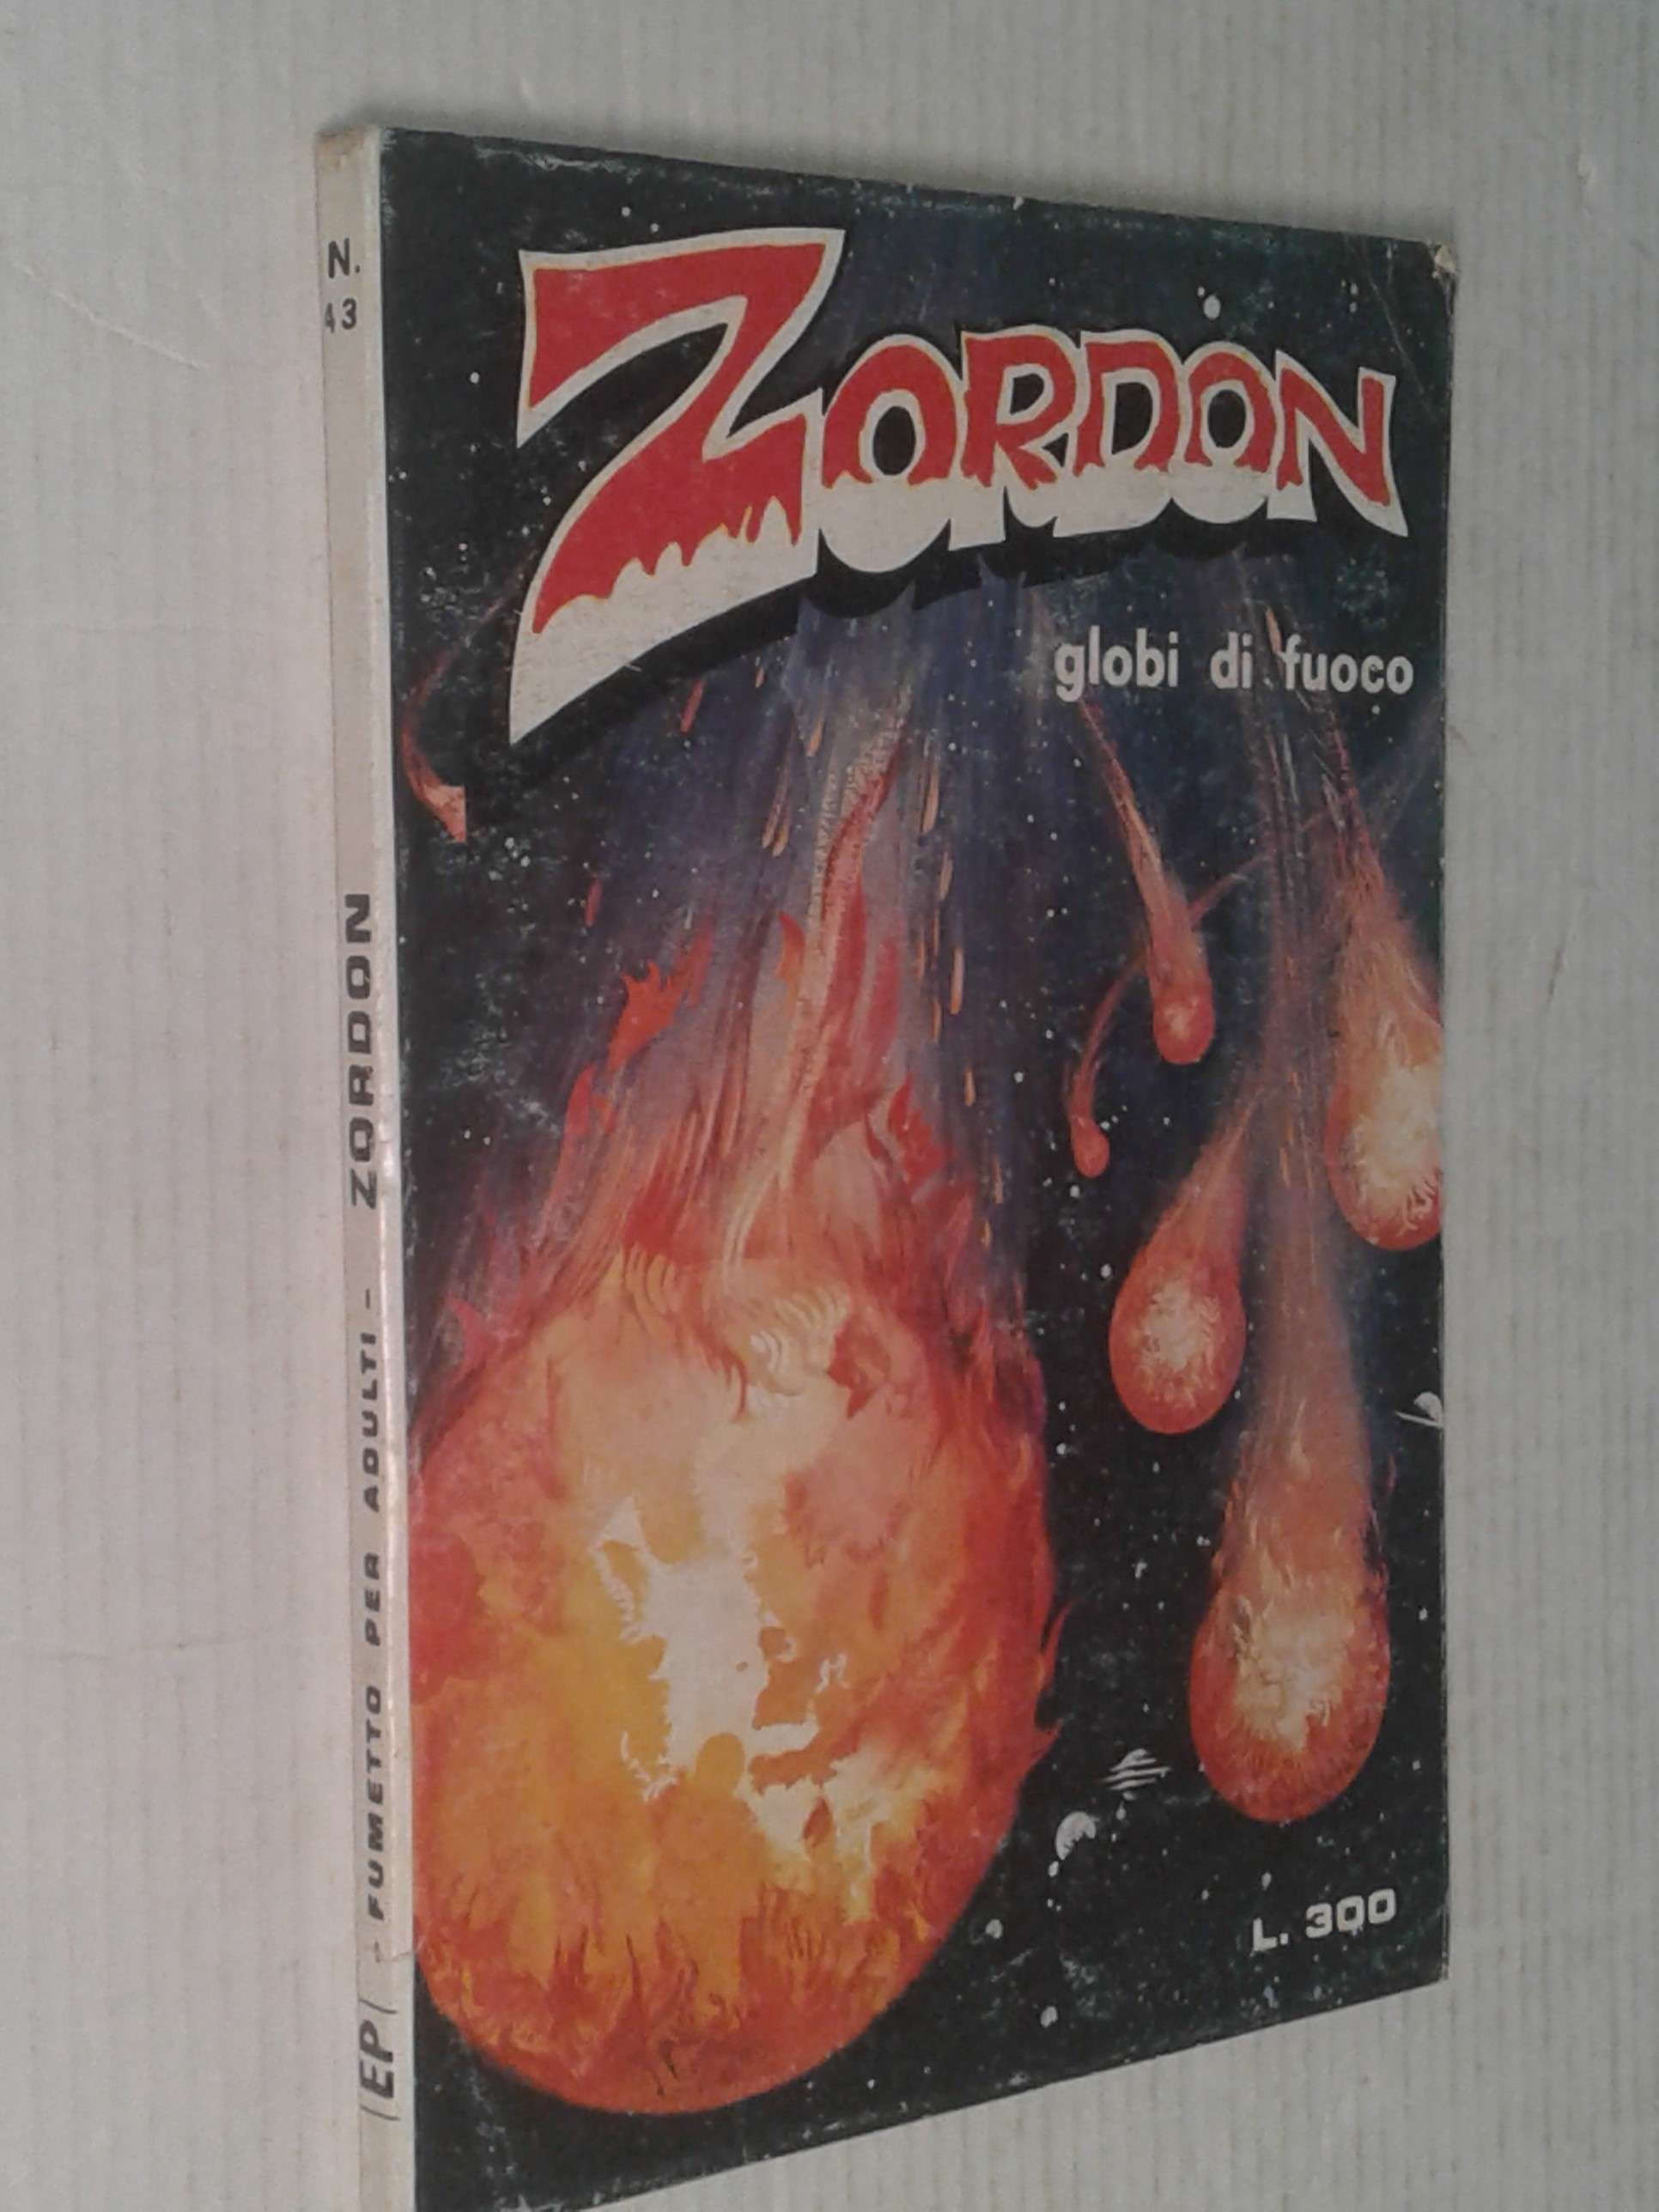 ZORDON
globi di fuoco
L. 300
N.
43
ZORDON
- FUMETTO PER ADULTI -
EP